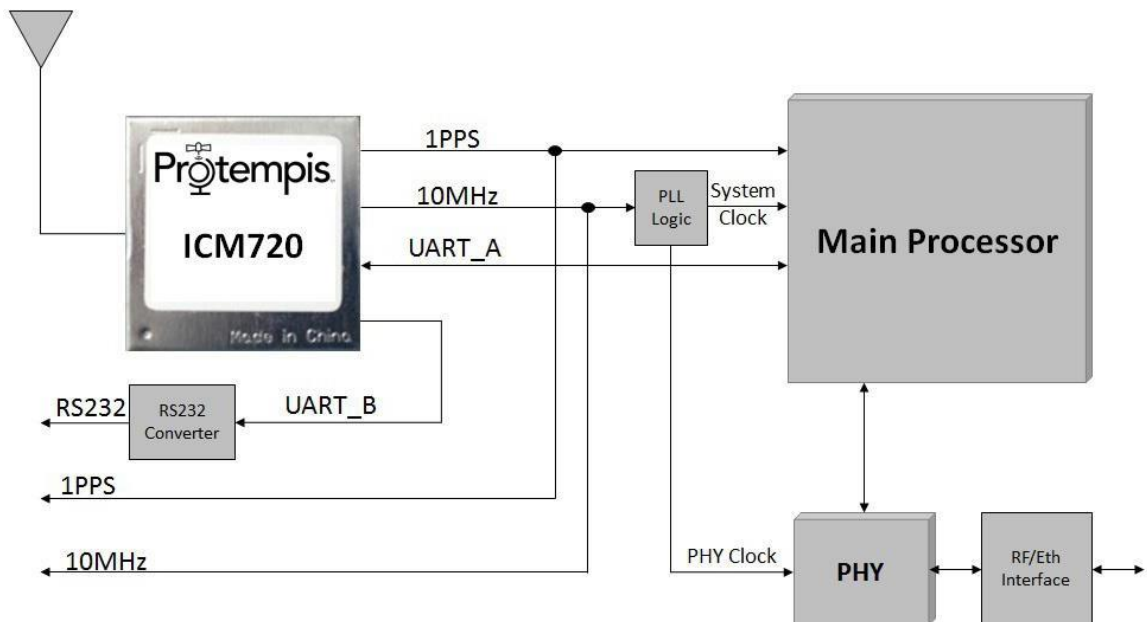 1PPS
Protempis
10MHz
PLL
Logic
System
Clock
ICM720
UART_A
Main Processor
Made in China
RS232
RS232
Converter
UART_B
1PPS
10MHz
PHY Clock
PHY
RF/Eth
Interface